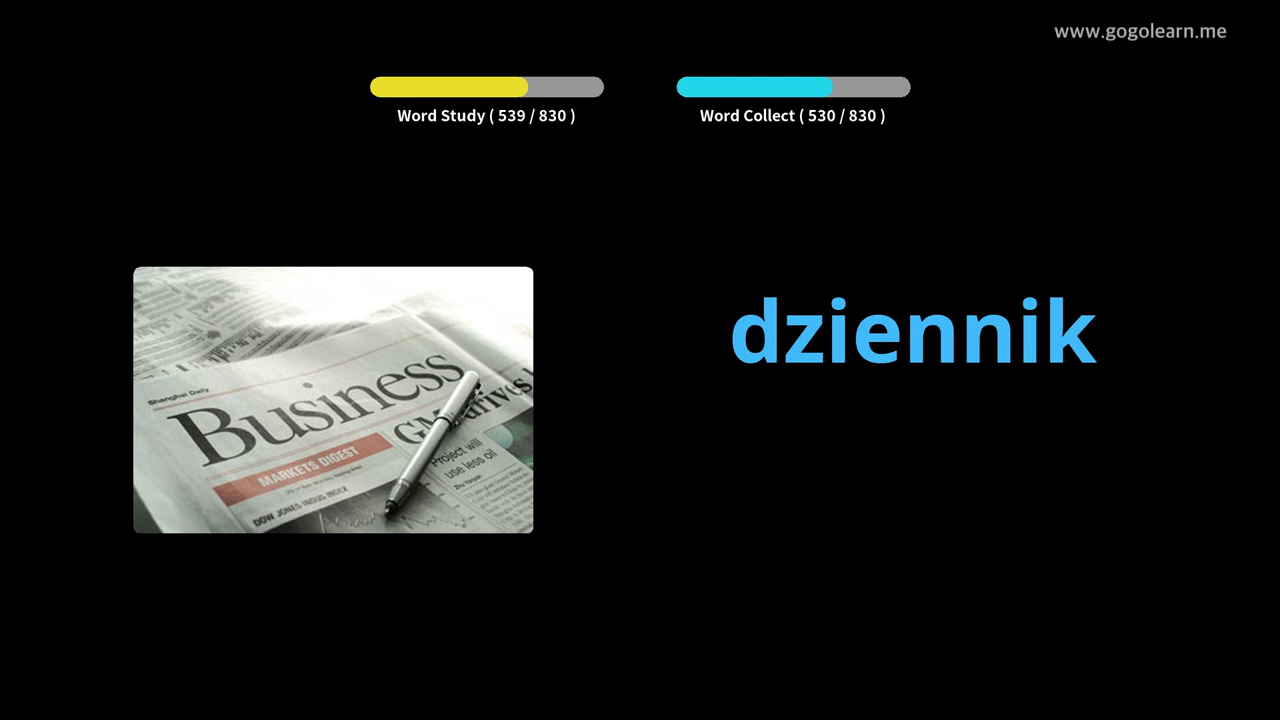 www.gogolearn.me
Word Study ( 539 / 830 )
Word Collect ( 530 / 830 )
dziennik
Shanghai Daily
Business
GM drives
MARKETS DIGEST
Project will
use less oil
DOW JONES INDUS INDEX